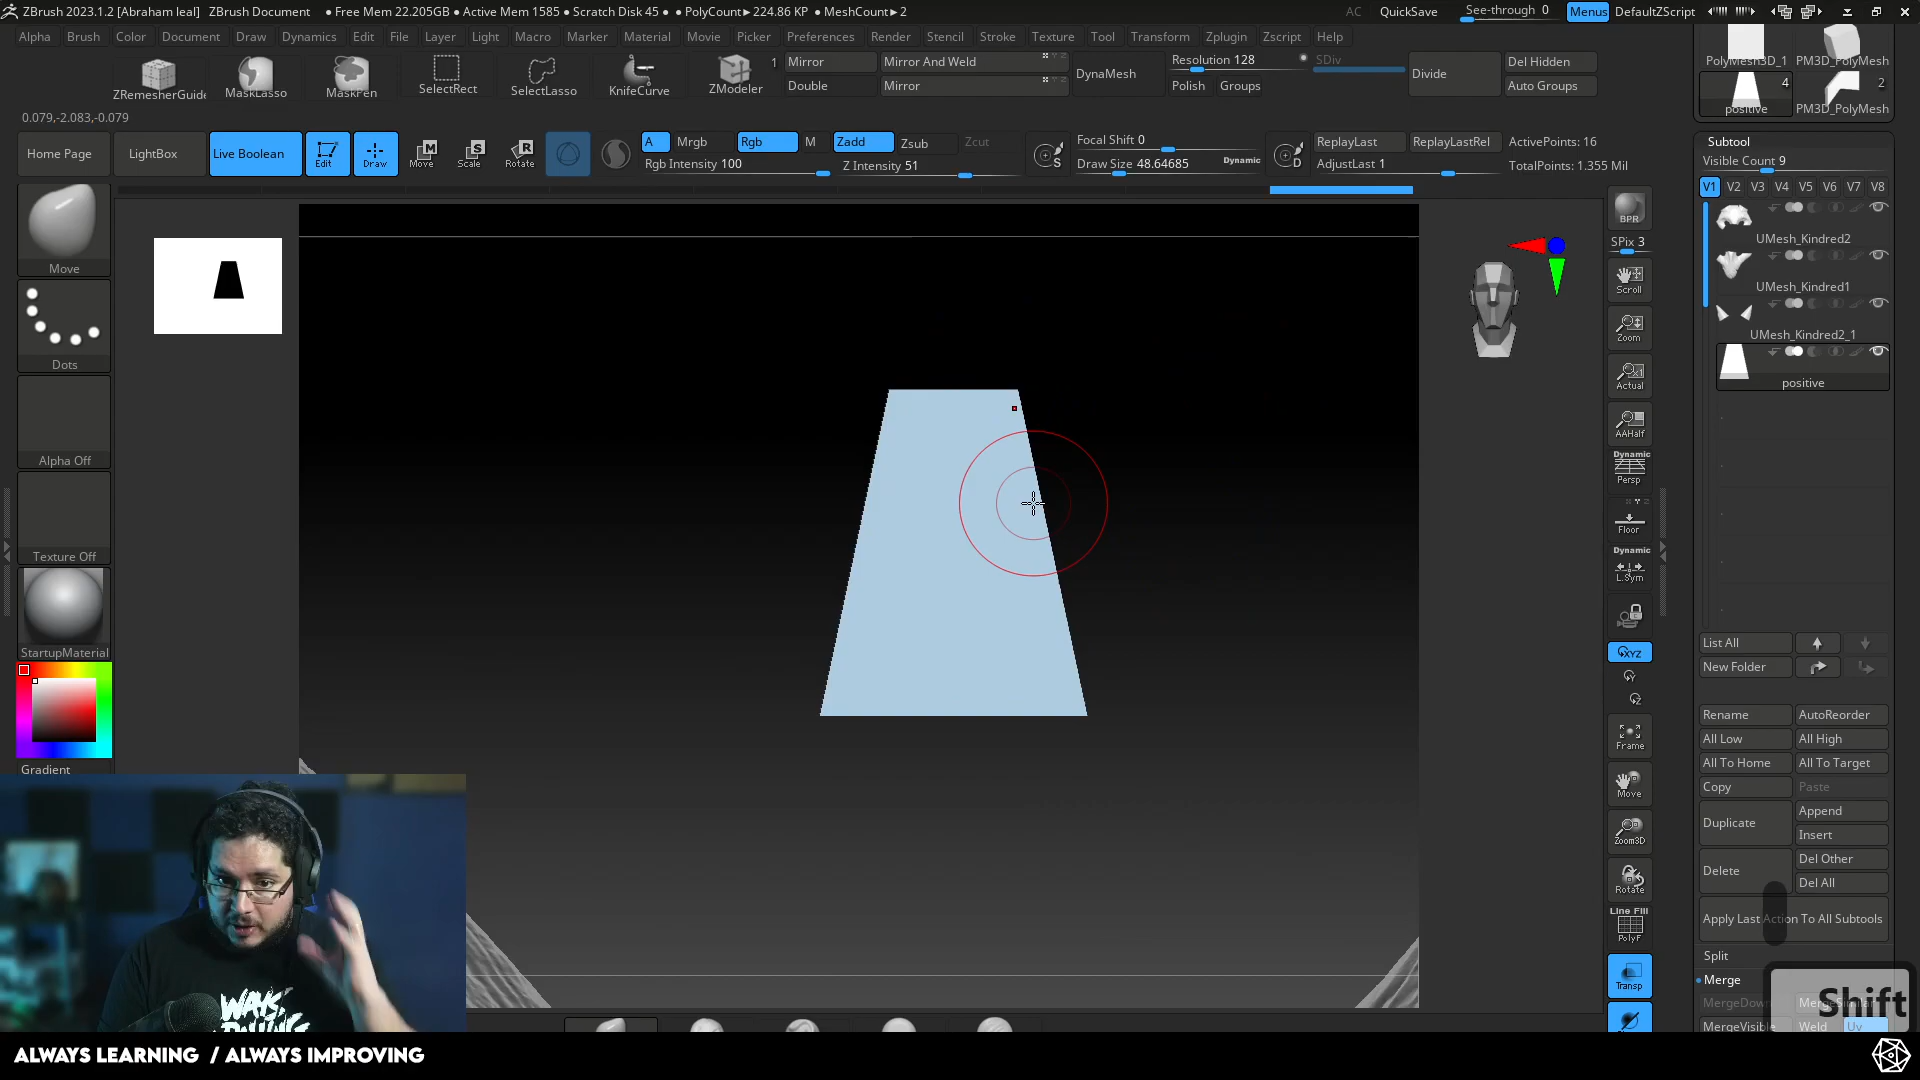 ZBrush 2023.1.2 [Abraham leal] ZBrush Document ● Free Mem 22.205GB ● Active Mem 1585 ● Scratch Disk 45 ● ● PolyCount► 224.86 KP ● MeshCount► 2 AC QuickSave See-through 0 Menus DefaultZScript
Alpha Brush Color Document Draw Dynamics Edit File Layer Light Macro Marker Material Movie Picker Preferences Render Stencil Stroke Texture Tool Transform Zplugin Zscript Help
ZRemesherGuide MaskLasso MaskPen SelectRect SelectLasso KnifeCurve ZModeler 1
Mirror Mirror And Weld DynaMesh Resolution 128 SDiv Divide Del Hidden
Double Mirror Polish Groups Auto Groups
PolyMesh3D_1 PM3D_PolyMesh
4 2
positive PM3D_PolyMesh
0.079,-2.083,-0.079
Home Page LightBox Live Boolean Edit Draw Move Scale Rotate
A Mrgb Rgb M Zadd Zsub Zcut
Rgb Intensity 100 Z Intensity 51
S Focal Shift 0
Draw Size 48.64685 Dynamic D
ReplayLast ReplayLastRel ActivePoints: 16
AdjustLast 1 TotalPoints: 1.355 Mil
Subtool
Visible Count 9
V1 V2 V3 V4 V5 V6 V7 V8
UMesh_Kindred2
UMesh_Kindred1
UMesh_Kindred2_1
positive
Move
Dots
Alpha Off
Texture Off
StartupMaterial
Gradient
BPR
SPix 3
Scroll
Zoom
Actual
AAHalf
Dynamic
Persp
Floor
Dynamic
L.Sym
XYZ
Y
Z
Frame
Move
Zoom3D
Rotate
Line Fill
PolyF
Transp
List All
New Folder
Rename AutoReorder
All Low All High
All To Home All To Target
Copy Paste
Duplicate Append
Insert
Delete Del Other
Del All
Apply Last Action To All Subtools
Split
Merge
MergeVisible Weld Uv
Shift
WAYS
ALWAYS LEARNING / ALWAYS IMPROVING